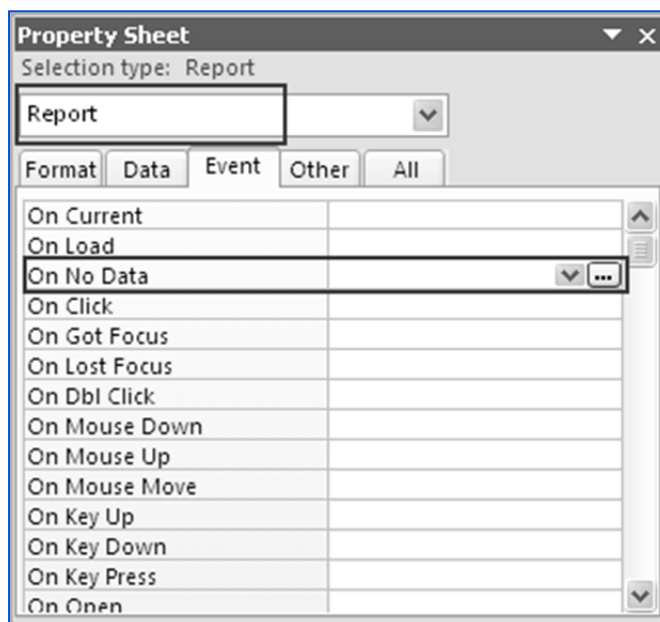 Property Sheet
Selection type: Report
Report
Format Data Event Other All
On Current
On Load
On No Data ...
On Click
On Got Focus
On Lost Focus
On Dbl Click
On Mouse Down
On Mouse Up
On Mouse Move
On Key Up
On Key Down
On Key Press
On Open